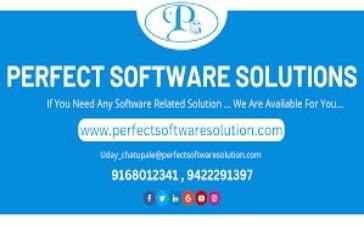 PS
PERFECT SOFTWARE SOLUTIONS
If You Need Any Software Related Solution ... We Are Available For You...
www.perfectsoftwaresolution.com
Uday_chatupale@perfectsoftwaresolution.com
9168012341 , 9422291397